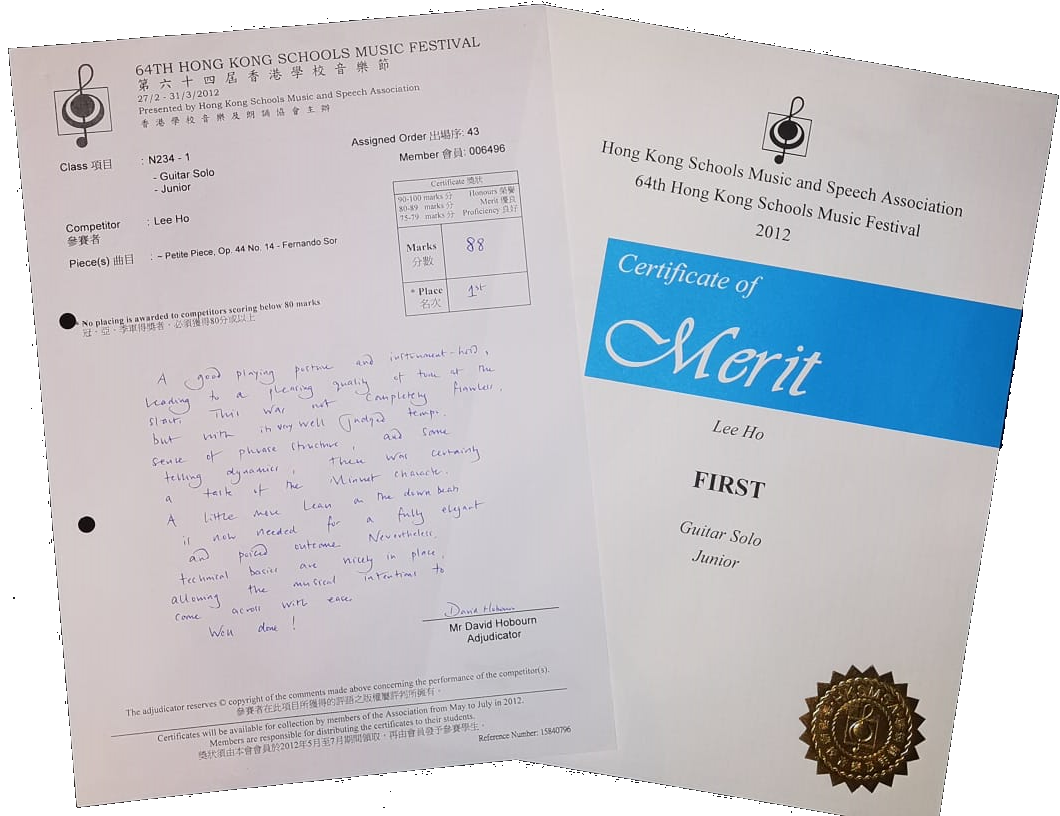 64TH HONG KONG SCHOOLS MUSIC FESTIVAL
第六十四屆香港學校音樂節
27/2 - 31/3/2012
Presented by Hong Kong Schools Music and Speech Association
香港學校音樂及朗誦協會主辦
Assigned Order 出場序: 43
Member 會員: 006496
Class 項目 : N234 - 1
- Guitar Solo
- Junior
Competitor : Lee Ho
參賽者
Piece(s) 曲目 : ~ Petite Piece, Op. 44 No. 14 - Fernando Sor
Certificate 獎狀
90-100 marks 分 Honours 榮譽
80-89 marks 分 Merit 優良
75-79 marks 分 Proficiency 良好
Marks 88
分數
* Place 1st
名次
* No placing is awarded to competitors scoring below 80 marks
冠、亞、季軍得獎者，必須獲得80分或以上
A good playing posture and instrument-hold,
leading to a pleasing quality of tone at the
start. This was not completely flawless,
but with its very well judged tempo,
sense of phrase structure, and some
telling dynamics, there was certainly
a taste of the Minuet character.
A little more lean on the down beats
is now needed for a fully elegant
and poised outcome. Nevertheless,
technical basics are nicely in place,
allowing the musical intentions to
come across with ease.
Well done!
David Hobourn
Mr David Hobourn
Adjudicator
The adjudicator reserves © copyright of the comments made above concerning the performance of the competitor(s).
參賽者在此項目所獲得的評語之版權屬評判所擁有。
Certificates will be available for collection by members of the Association from May to July in 2012.
Members are responsible for distributing the certificates to their students.
獎狀須由本會會員於2012年5月至7月期間領取，再由會員發予參賽學生。
Reference Number: 15840796
Hong Kong Schools Music and Speech Association
64th Hong Kong Schools Music Festival
2012
Certificate of
Merit
Lee Ho
FIRST
Guitar Solo
Junior
HKSMSA